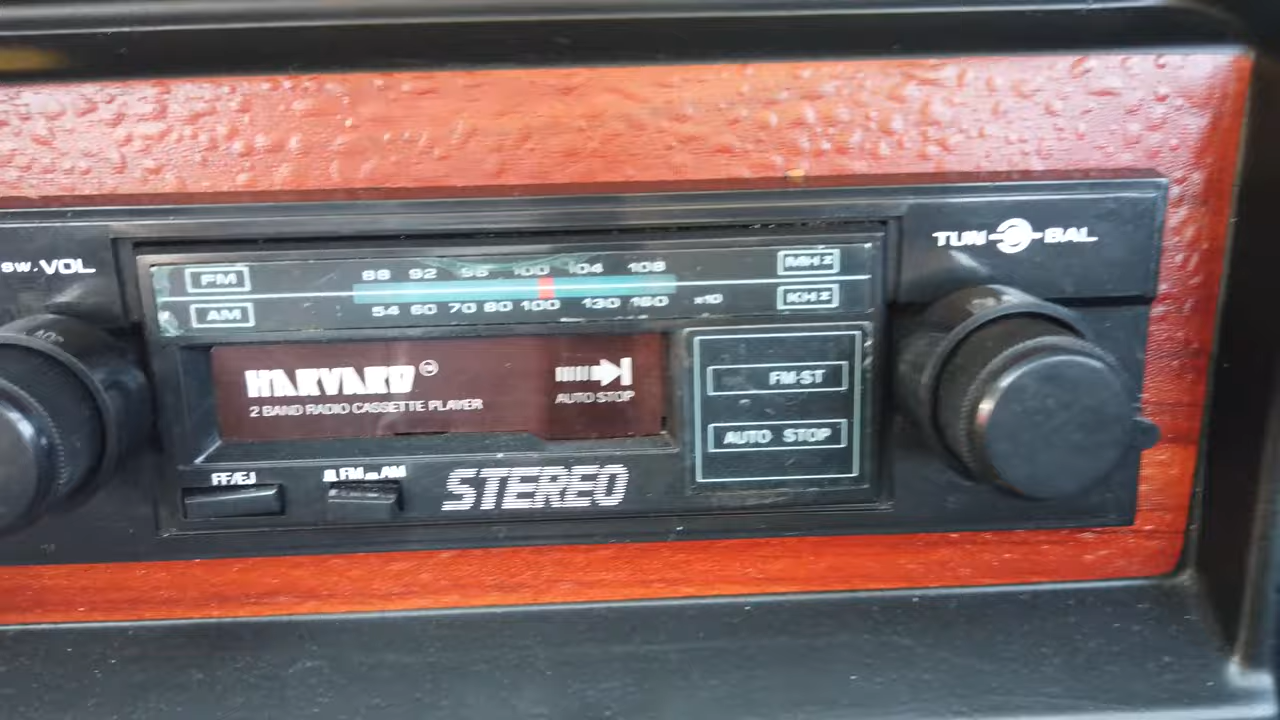 SW. VOL
TUN BAL
FM 88 92 96 100 104 108 MHz
AM 54 60 70 80 100 130 160 x10 KHz
HARVARD TM
2 BAND RADIO CASSETTE PLAYER
AUTO STOP
FM-ST
AUTO STOP
FF/EJ
FM AM
STEREO